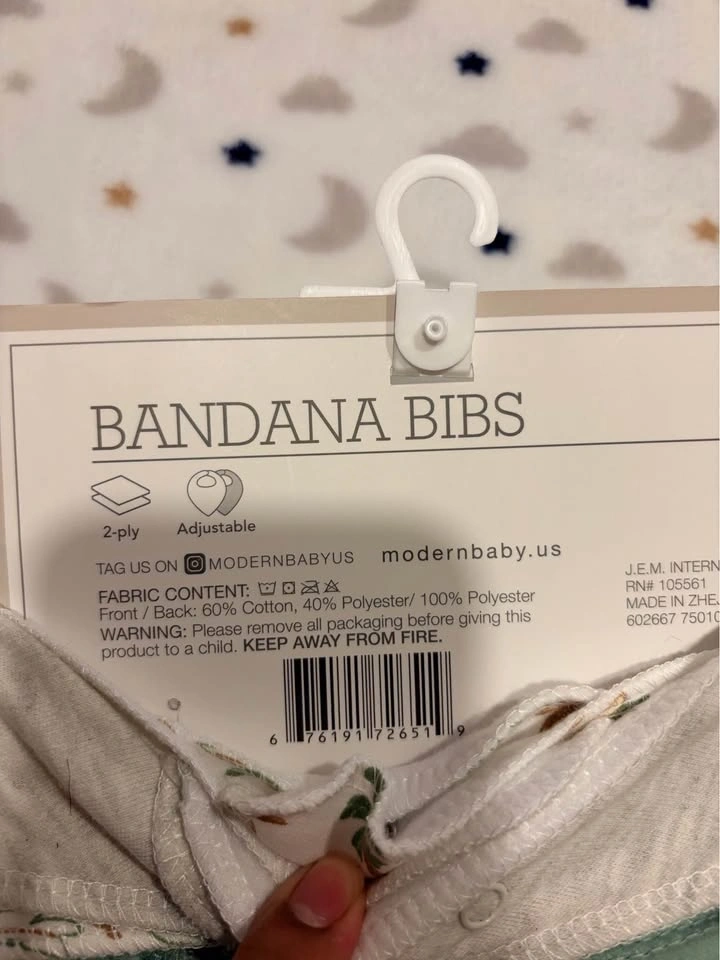 BANDANA BIBS
2-ply
Adjustable
TAG US ON MODERNBABYUS
modernbaby.us
FABRIC CONTENT:
Front / Back: 60% Cotton, 40% Polyester/ 100% Polyester
WARNING: Please remove all packaging before giving this
product to a child. KEEP AWAY FROM FIRE.
J.E.M. INTERN
RN# 105561
MADE IN ZHEJ
602667 75010
6 76191 72651 9